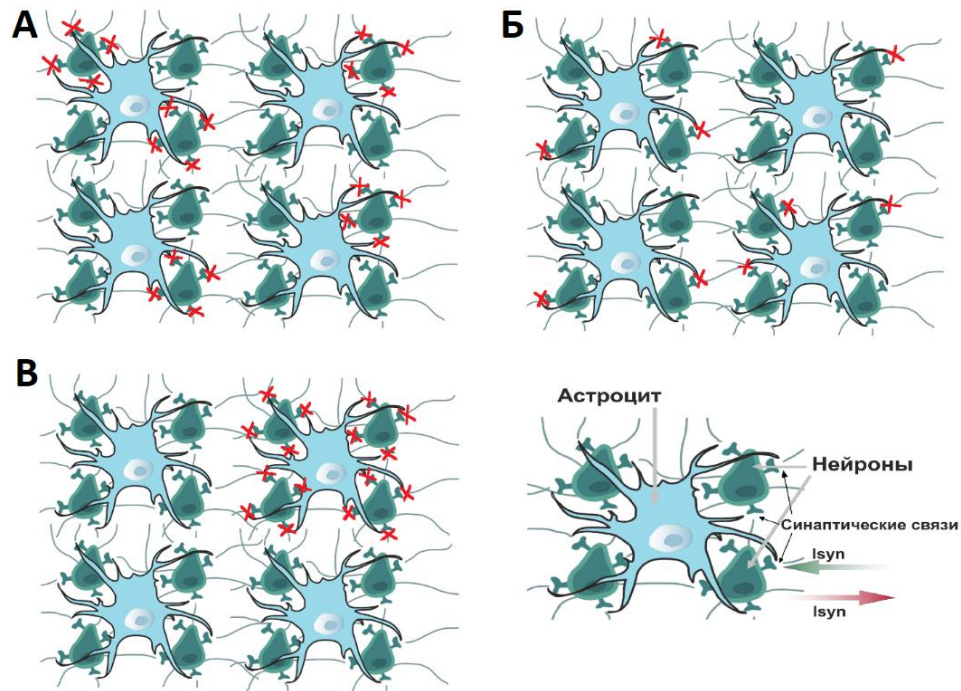 А
Б
В
Астроцит
Нейроны
Синаптические связи
Isyn
Isyn